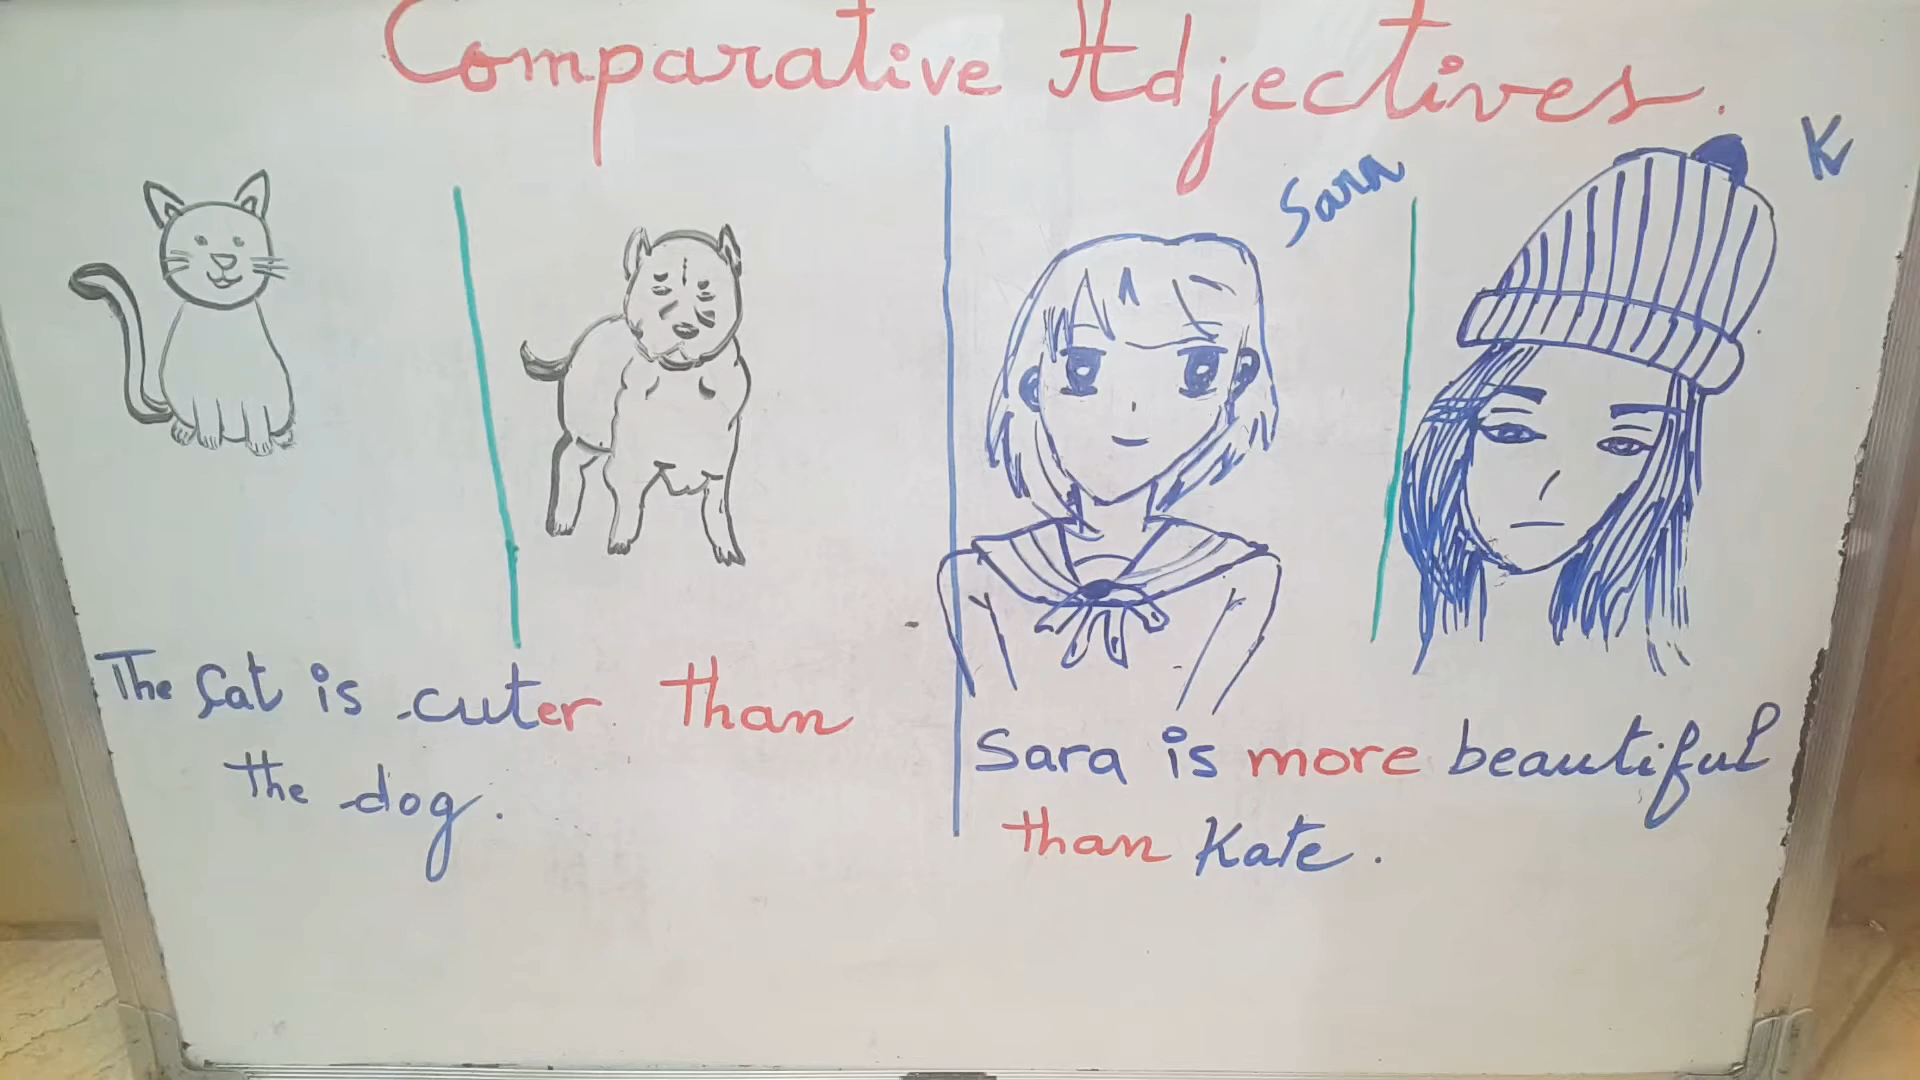 Comparative Adjectives.
Sara
K
The Cat is cuter than
the dog.
Sara is more beautiful
than Kate.